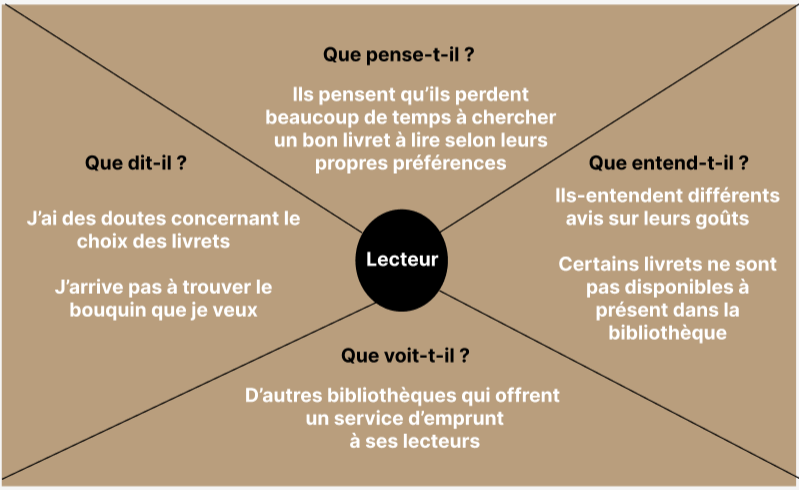 Que pense-t-il ?
Ils pensent qu’ils perdent
beaucoup de temps à chercher
un bon livret à lire selon leurs
propres préférences
Que dit-il ?
J’ai des doutes concernant le
choix des livrets
J’arrive pas à trouver le
bouquin que je veux
Lecteur
Que entend-t-il ?
Ils-entendent différents
avis sur leurs goûts
Certains livrets ne sont
pas disponibles à
présent dans la
bibliothèque
Que voit-t-il ?
D’autres bibliothèques qui offrent
un service d’emprunt
à ses lecteurs